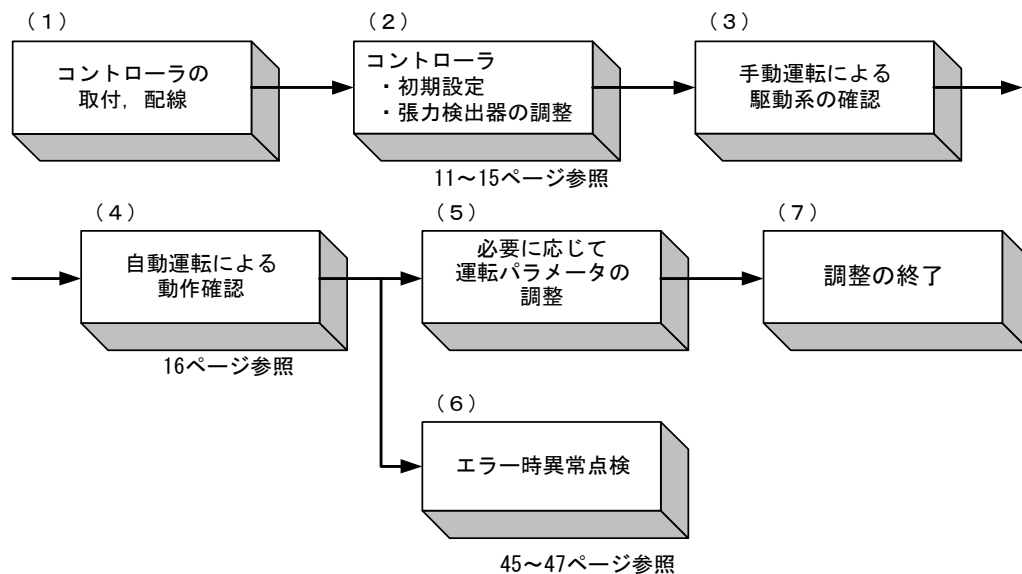 （１）
コントローラの
取付，配線
（２）
コントローラ
・初期設定
・張力検出器の調整
11～15ページ参照
（３）
手動運転による
駆動系の確認
（４）
自動運転による
動作確認
16ページ参照
（５）
必要に応じて
運転パラメータの
調整
（７）
調整の終了
（６）
エラー時異常点検
45～47ページ参照